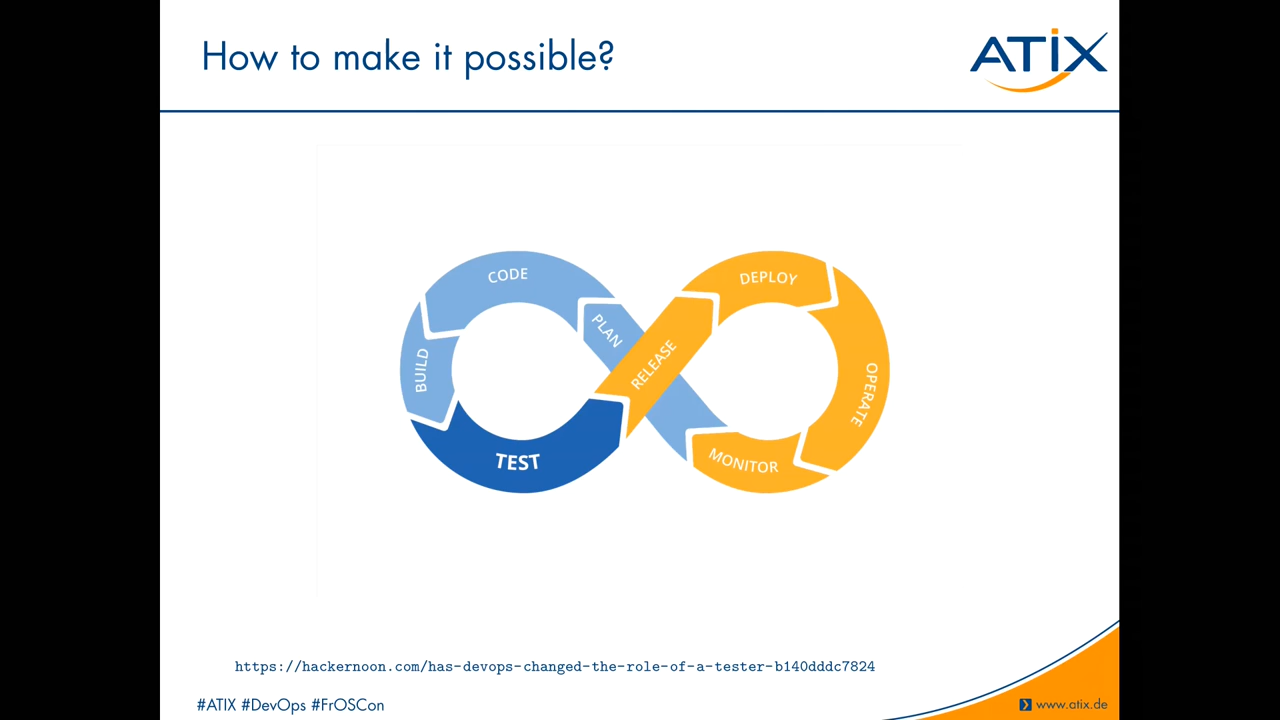 How to make it possible?
ATIX
CODE
PLAN
BUILD
TEST
RELEASE
DEPLOY
OPERATE
MONITOR
https://hackernoon.com/has-devops-changed-the-role-of-a-tester-b140dddc7824
#ATIX #DevOps #FrOSCon
www.atix.de